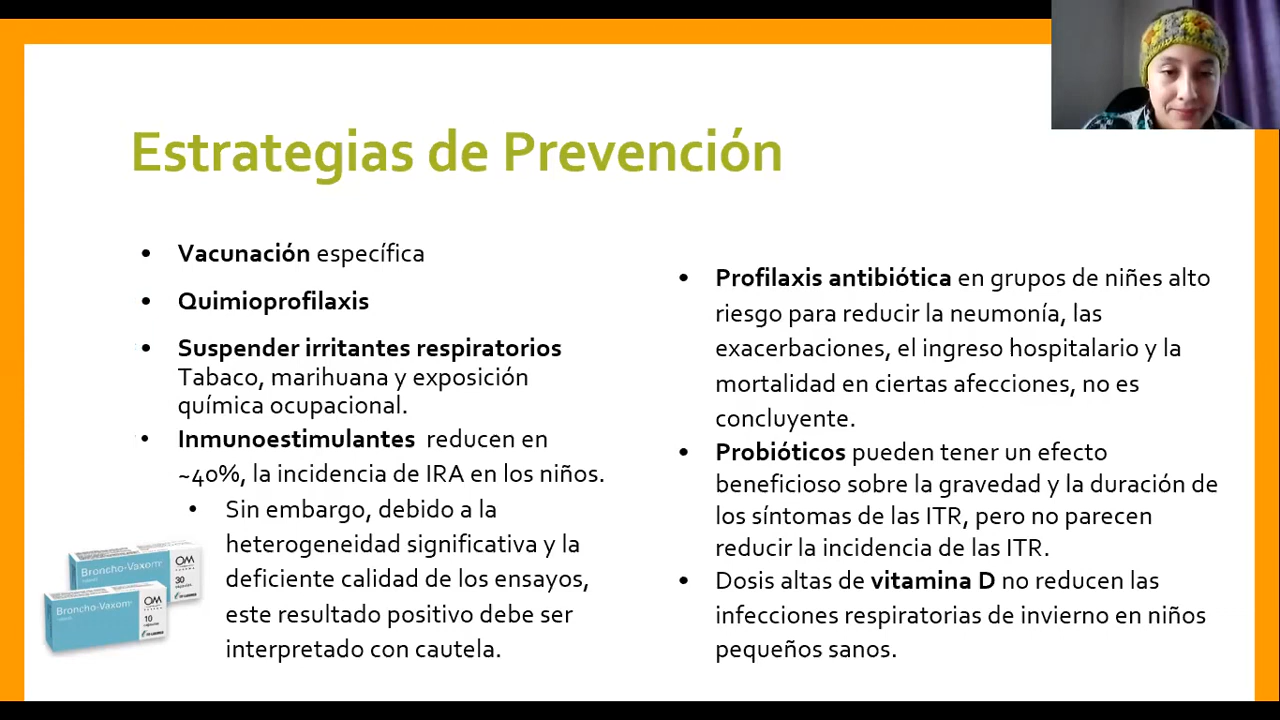 Estrategias de Prevención
• Vacunación específica
• Quimioprofilaxis
• Suspender irritantes respiratorios
Tabaco, marihuana y exposición
química ocupacional.
• Inmunoestimulantes reducen en
~40%, la incidencia de IRA en los niños.
• Sin embargo, debido a la
heterogeneidad significativa y la
deficiente calidad de los ensayos,
este resultado positivo debe ser
interpretado con cautela.
Broncho-Vaxom
OM
30
Broncho-Vaxom
OM
10
• Profilaxis antibiótica en grupos de niñes alto
riesgo para reducir la neumonía, las
exacerbaciones, el ingreso hospitalario y la
mortalidad en ciertas afecciones, no es
concluyente.
• Probióticos pueden tener un efecto
beneficioso sobre la gravedad y la duración de
los síntomas de las ITR, pero no parecen
reducir la incidencia de las ITR.
• Dosis altas de vitamina D no reducen las
infecciones respiratorias de invierno en niños
pequeños sanos.